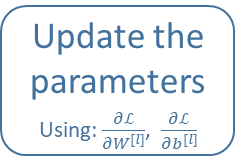 Update the
parameters
Using: ∂ℒ/∂W^[l], ∂ℒ/∂b^[l]